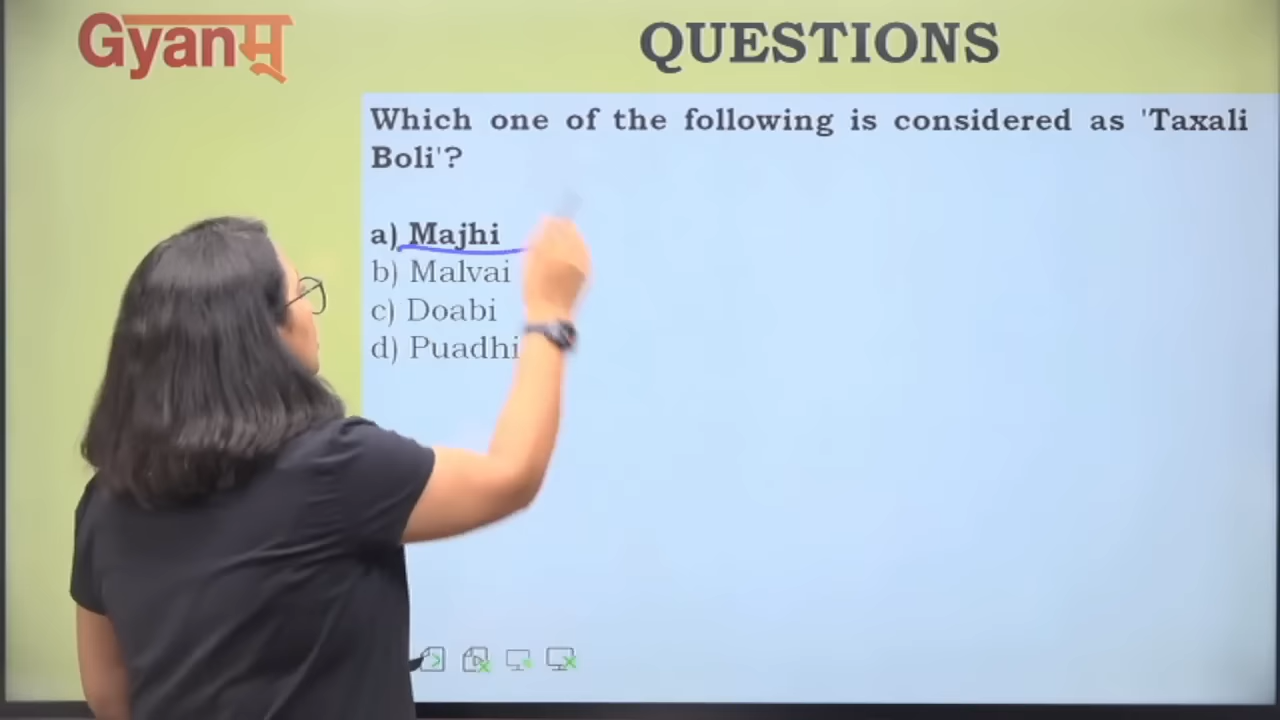 Gyanम्
QUESTIONS
Which one of the following is considered as 'Taxali
Boli'?
a) Majhi
b) Malvai
c) Doabi
d) Puadhi